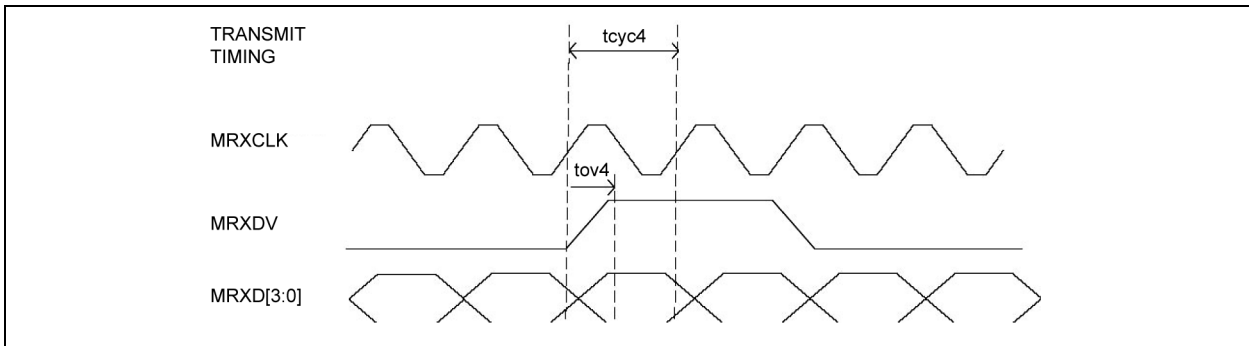 TRANSMIT
TIMING
tcyc4
MRXCLK
tov4
MRXDV
MRXD[3:0]